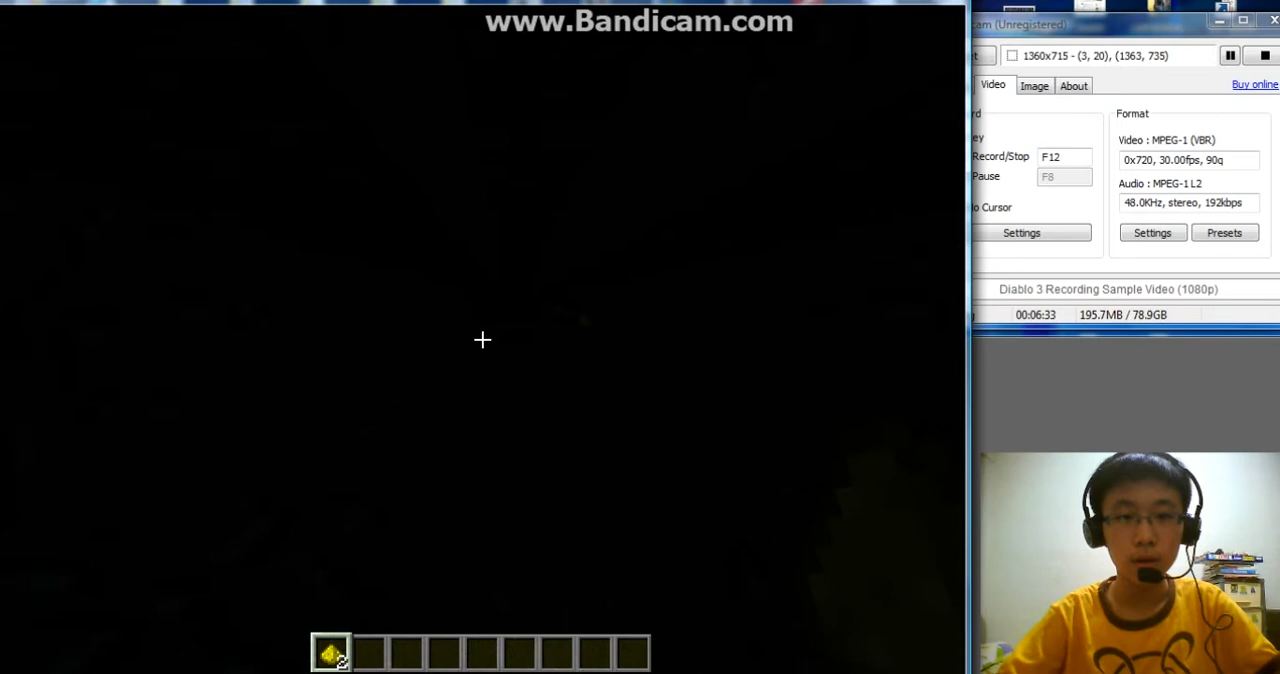 www.Bandicam.com
cam (Unregistered)
1360x715 - (3, 20), (1363, 735)
Video
Image
About
Buy online
Format
Video : MPEG-1 (VBR)
Record/Stop
F12
0x720, 30.00fps, 90q
Pause
F8
Audio : MPEG-1 L2
48.0KHz, stereo, 192kbps
Cursor
Settings
Settings
Presets
Diablo 3 Recording Sample Video (1080p)
00:06:33
195.7MB / 78.9GB
2